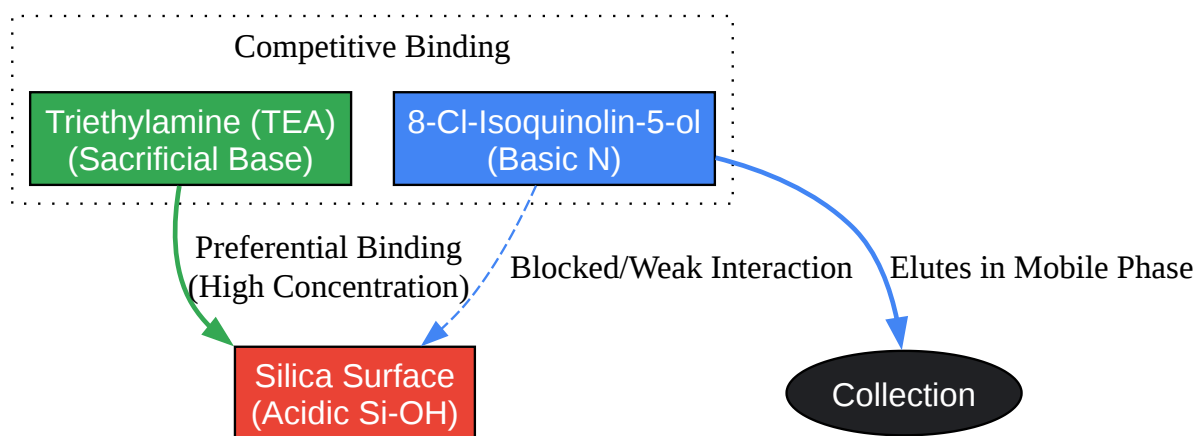 Competitive Binding
Triethylamine (TEA)
(Sacrificial Base)
8-Cl-Isoquinolin-5-ol
(Basic N)
Preferential Binding
(High Concentration)
Blocked/Weak Interaction
Elutes in Mobile Phase
Silica Surface
(Acidic Si-OH)
Collection